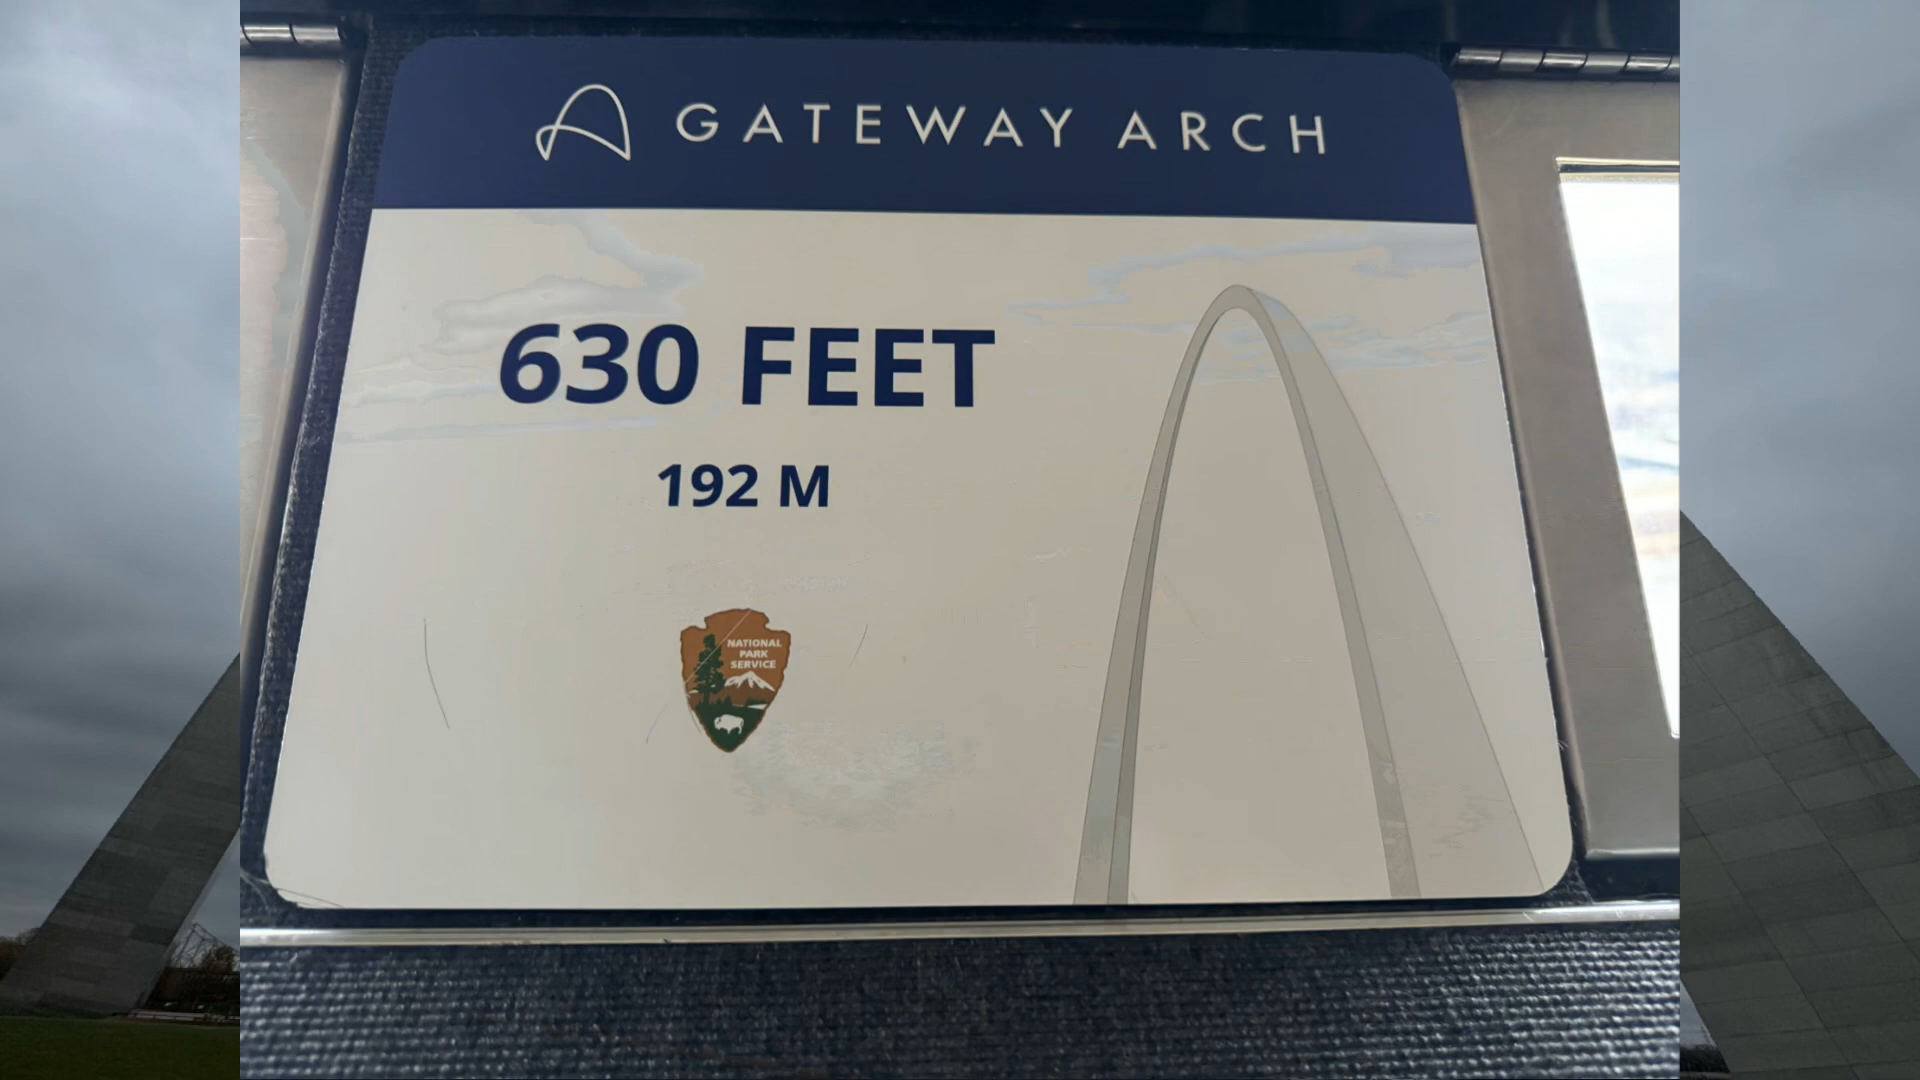 GATEWAY ARCH
630 FEET
192 M
NATIONAL
PARK
SERVICE